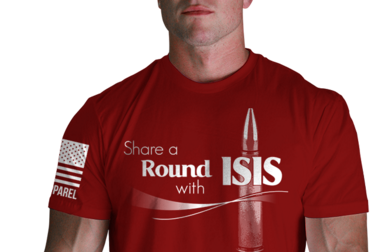 Share a
Round
with ISIS
PAREL